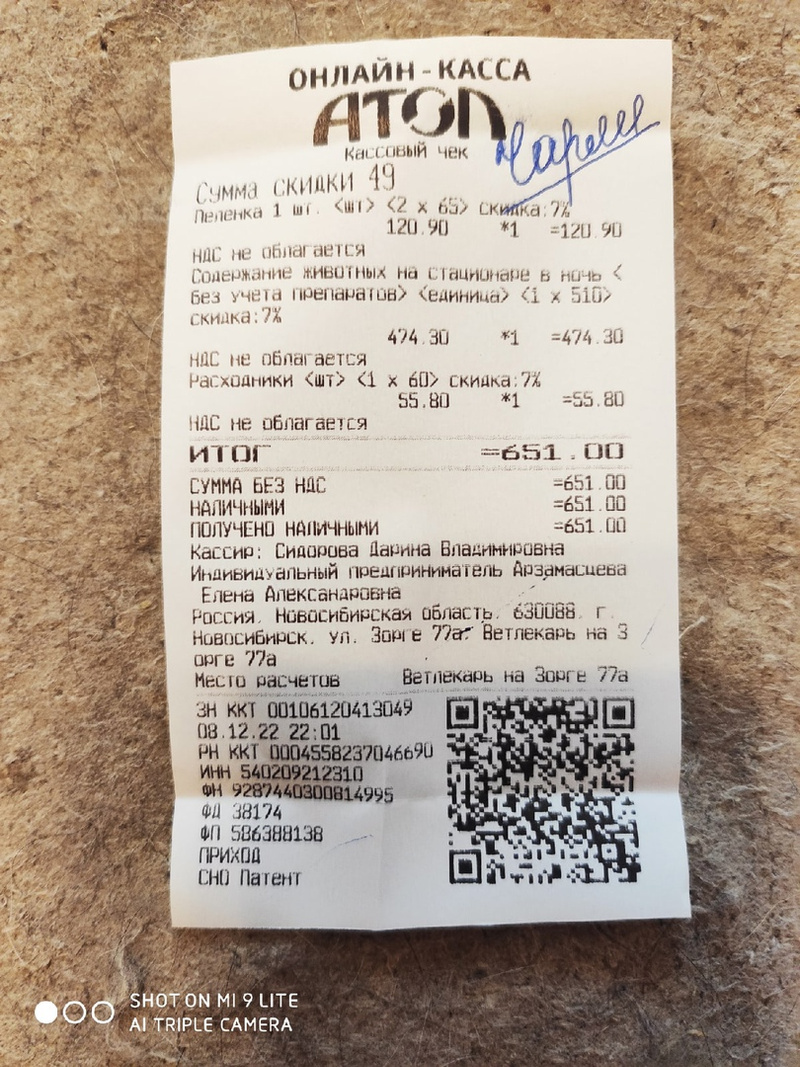 ОНЛАЙН-КАССА
АТОЛ
Кассовый чек
Сумма скидки 49
Пеленка 1 шт. <шт> <2 x 65> скидка:7%
120.90 *1 =120.90
НДС не облагается
Содержание животных на стационаре в ночь <
без учета препаратов> <единица> <1 x 510>
скидка:7%
474.30 *1 =474.30
НДС не облагается
Расходники <шт> <1 x 60> скидка:7%
55.80 *1 =55.80
НДС не облагается
ИТОГ =651.00
СУММА БЕЗ НДС =651.00
НАЛИЧНЫМИ =651.00
ПОЛУЧЕНО НАЛИЧНЫМИ =651.00
Кассир: Сидорова Дарина Владимировна
Индивидуальный предприниматель Арзамасцева
Елена Александровна
Россия, Новосибирская область, 630088, г.
Новосибирск, ул. Зорге 77а. Ветлекарь на З
орге 77а
Место расчетов Ветлекарь на Зорге 77а
ЗН ККТ 00106120413049
08.12.22 22:01
РН ККТ 0004558237046690
ИНН 540209212310
ФН 9287440300814995
ФД 38174
ФП 586388138
ПРИХОД
СНО Патент
SHOT ON MI 9 LITE
AI TRIPLE CAMERA